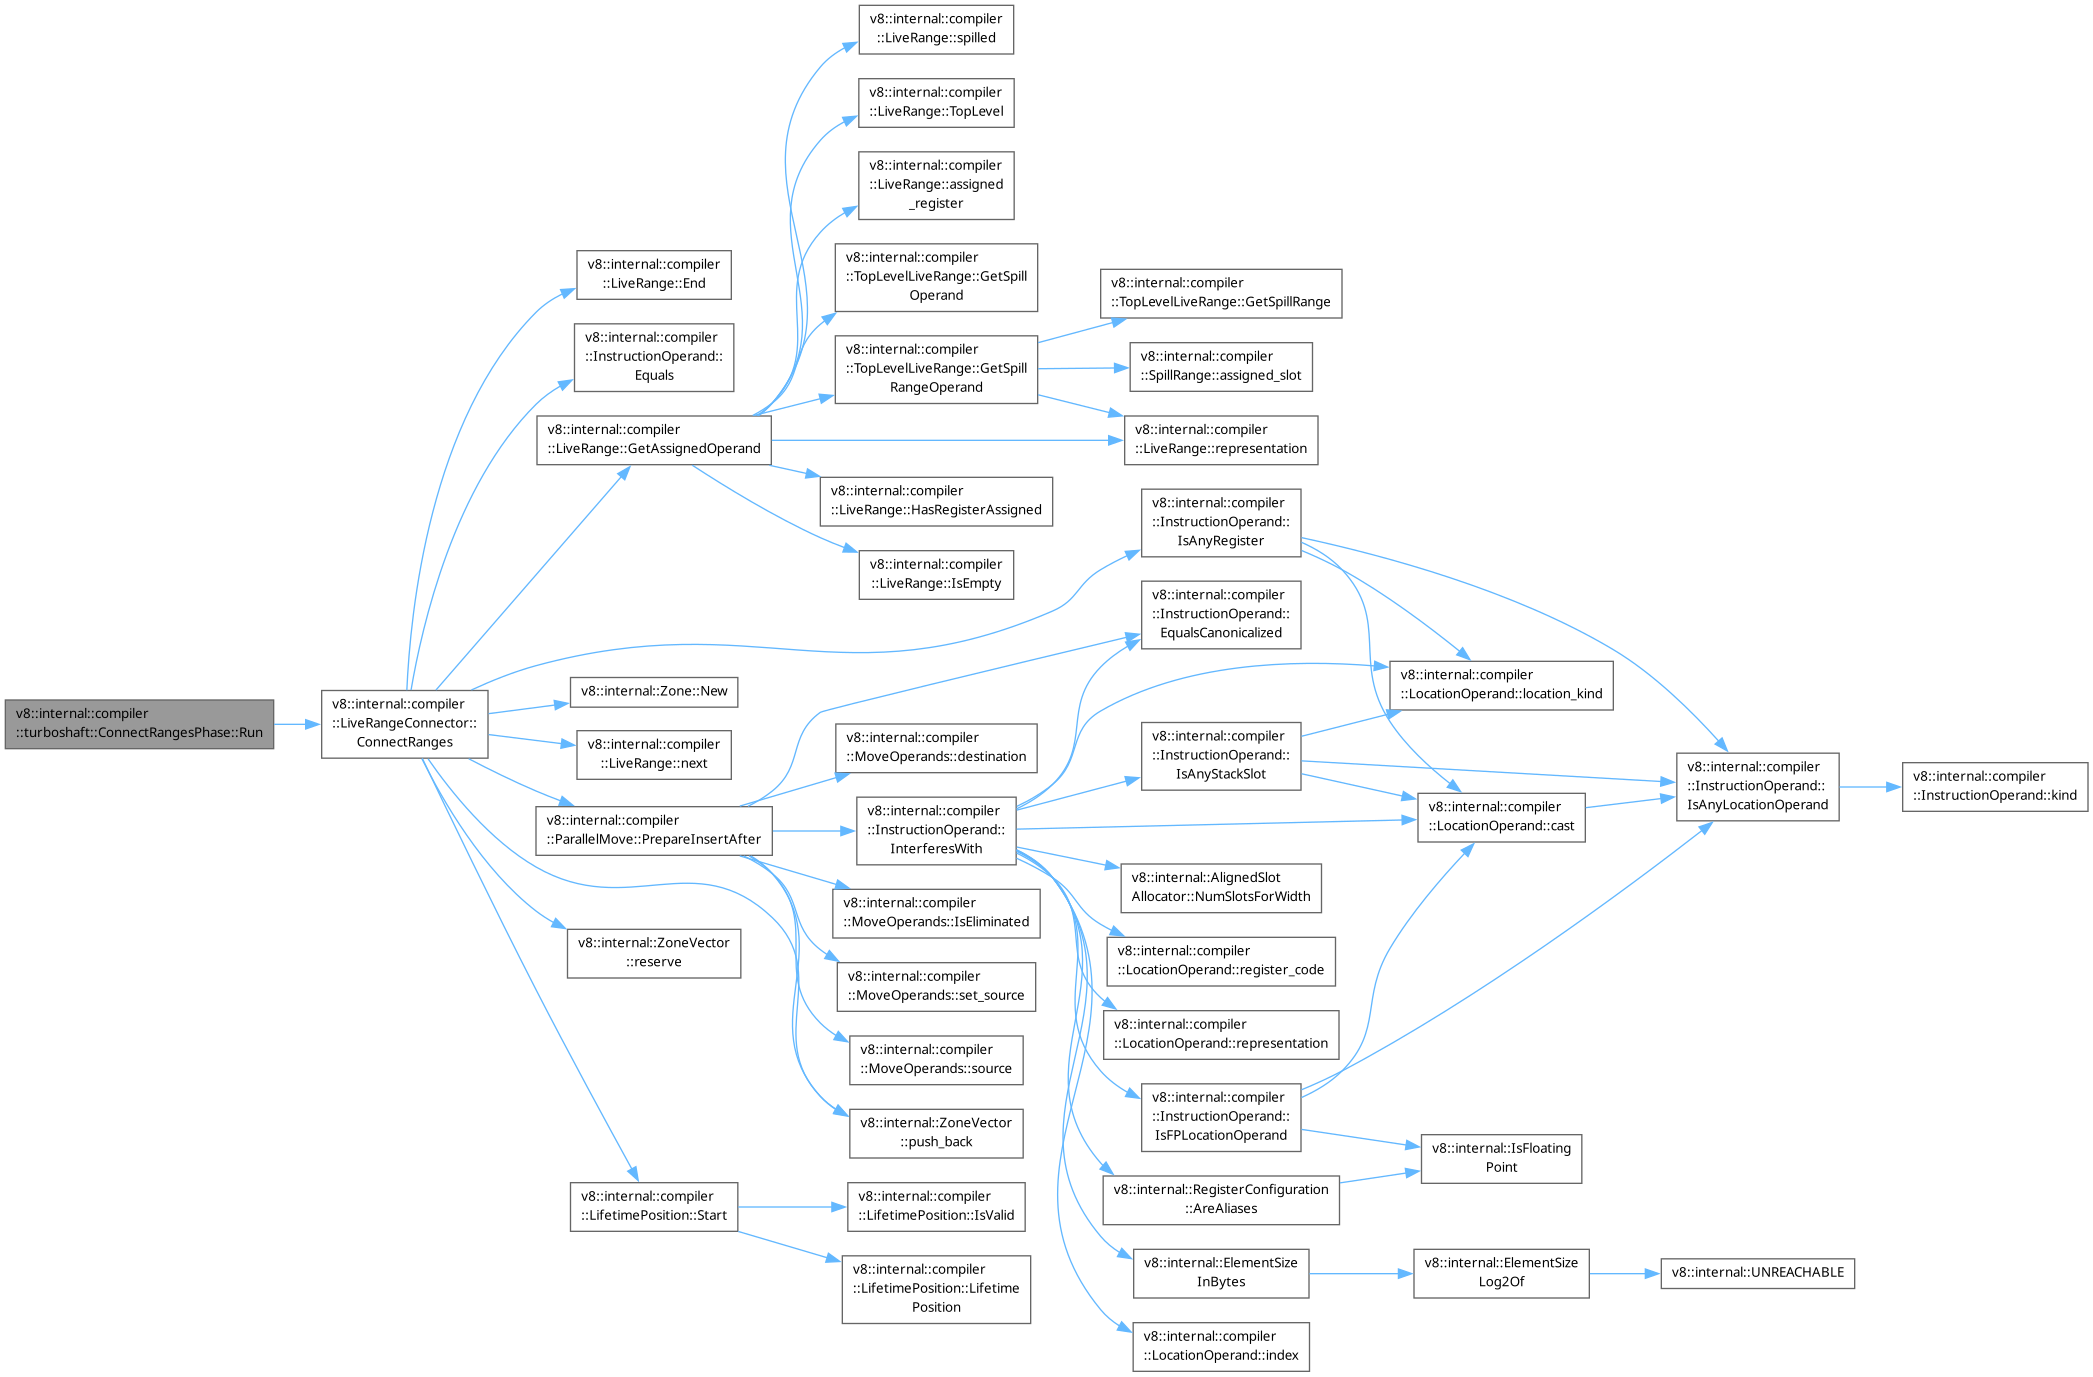 v8::internal::compiler
::turboshaft::ConnectRangesPhase::Run
v8::internal::compiler
::LiveRangeConnector::
ConnectRanges
v8::internal::compiler
::LiveRange::End
v8::internal::compiler
::InstructionOperand::
Equals
v8::internal::compiler
::LiveRange::GetAssignedOperand
v8::internal::Zone::New
v8::internal::compiler
::LiveRange::next
v8::internal::compiler
::ParallelMove::PrepareInsertAfter
v8::internal::ZoneVector
::reserve
v8::internal::compiler
::LifetimePosition::Start
v8::internal::compiler
::LiveRange::spilled
v8::internal::compiler
::LiveRange::TopLevel
v8::internal::compiler
::LiveRange::assigned
_register
v8::internal::compiler
::TopLevelLiveRange::GetSpill
Operand
v8::internal::compiler
::TopLevelLiveRange::GetSpill
RangeOperand
v8::internal::compiler
::LiveRange::HasRegisterAssigned
v8::internal::compiler
::LiveRange::IsEmpty
v8::internal::compiler
::MoveOperands::destination
v8::internal::compiler
::InstructionOperand::
InterferesWith
v8::internal::compiler
::MoveOperands::IsEliminated
v8::internal::compiler
::MoveOperands::set_source
v8::internal::compiler
::MoveOperands::source
v8::internal::ZoneVector
::push_back
v8::internal::compiler
::LifetimePosition::IsValid
v8::internal::compiler
::LifetimePosition::Lifetime
Position
v8::internal::compiler
::TopLevelLiveRange::GetSpillRange
v8::internal::compiler
::SpillRange::assigned_slot
v8::internal::compiler
::LiveRange::representation
v8::internal::compiler
::InstructionOperand::
IsAnyRegister
v8::internal::compiler
::InstructionOperand::
EqualsCanonicalized
v8::internal::compiler
::InstructionOperand::
IsAnyStackSlot
v8::internal::AlignedSlot
Allocator::NumSlotsForWidth
v8::internal::compiler
::LocationOperand::register_code
v8::internal::compiler
::LocationOperand::representation
v8::internal::compiler
::InstructionOperand::
IsFPLocationOperand
v8::internal::RegisterConfiguration
::AreAliases
v8::internal::ElementSize
InBytes
v8::internal::compiler
::LocationOperand::index
v8::internal::compiler
::LocationOperand::location_kind
v8::internal::compiler
::LocationOperand::cast
v8::internal::IsFloating
Point
v8::internal::ElementSize
Log2Of
v8::internal::compiler
::InstructionOperand::
IsAnyLocationOperand
v8::internal::UNREACHABLE
v8::internal::compiler
::InstructionOperand::kind